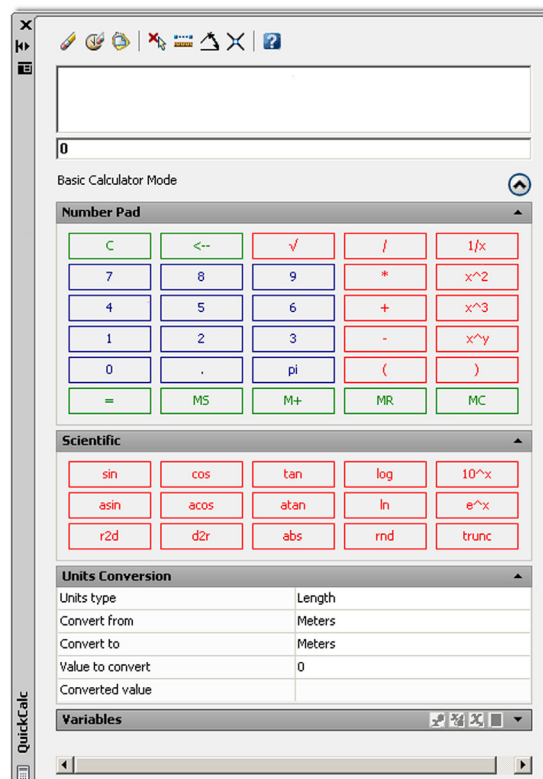 0
Basic Calculator Mode
Number Pad
C <-- √ / 1/x
7 8 9 * x^2
4 5 6 + x^3
1 2 3 - x^y
0 . pi ( )
= MS M+ MR MC
Scientific
sin cos tan log 10^x
asin acos atan ln e^x
r2d d2r abs rnd trunc
Units Conversion
Units type Length
Convert from Meters
Convert to Meters
Value to convert 0
Converted value
Variables
QuickCalc